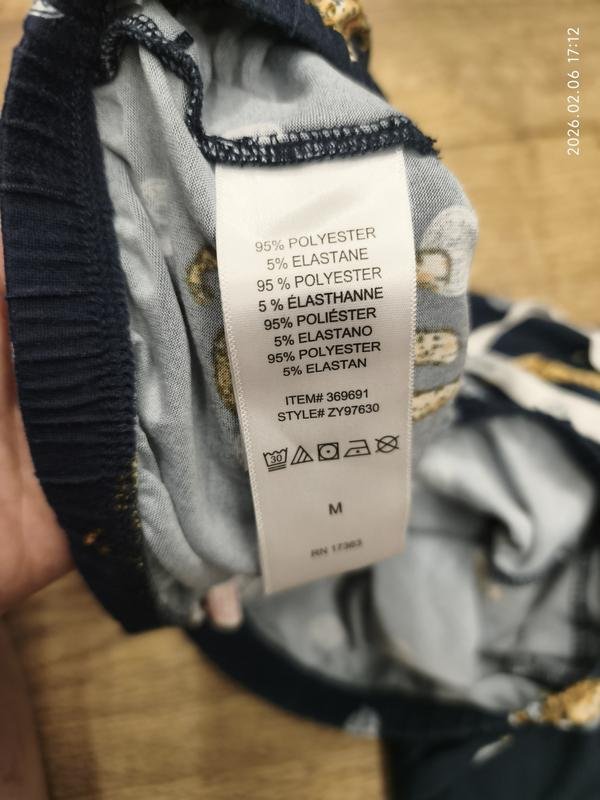 2026.02.06 17:12
95% POLYESTER
5% ELASTANE
95 % POLYESTER
5 % ÉLASTHANNE
95% POLIÉSTER
5% ELASTANO
95% POLYESTER
5% ELASTAN
ITEM# 369691
STYLE# ZY97630
30
M
RN 17363